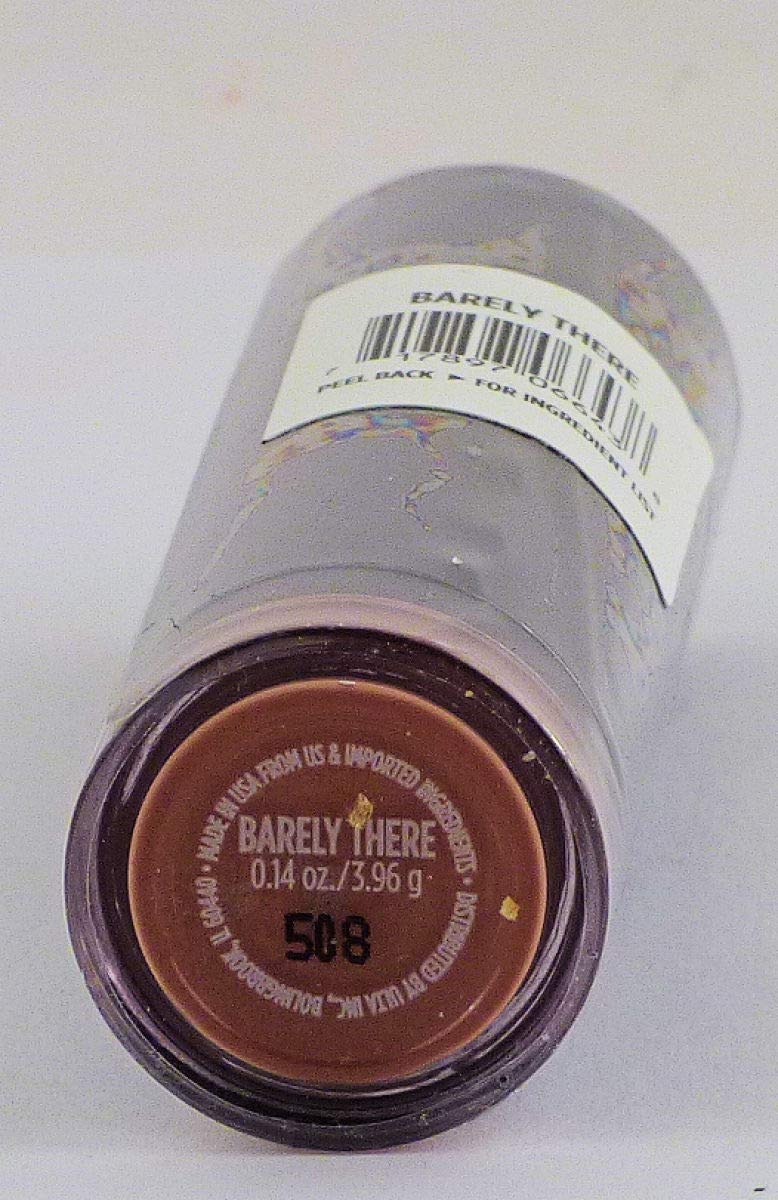 BARELY THERE
PEEL BACK ► FOR INGREDIENT LIST
MADE IN USA FROM US & IMPORTED INGREDIENTS • DISTRIBUTED BY ULTA INC., BOLINGBROOK, IL 60440 •
BARELY THERE
0.14 oz./3.96 g
508